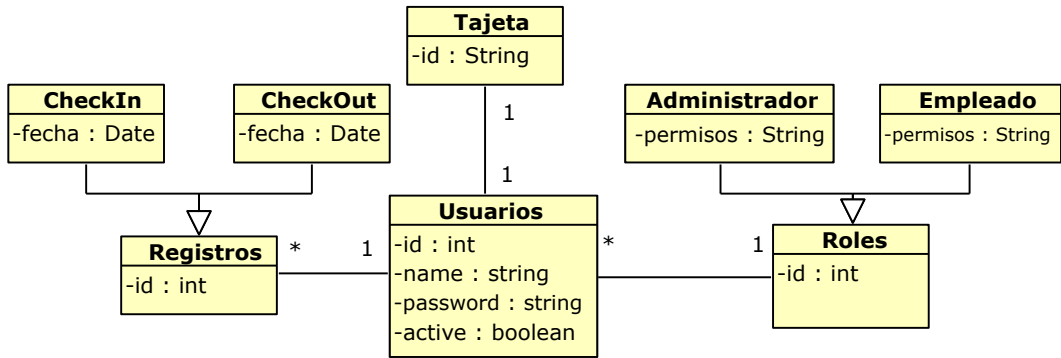 Tajeta
-id : String
CheckIn
-fecha : Date
CheckOut
-fecha : Date
Administrador
-permisos : String
Empleado
-permisos : String
1
1
Usuarios
-id : int
-name : string
-password : string
-active : boolean
Registros
-id : int
* 1
* 1
Roles
-id : int